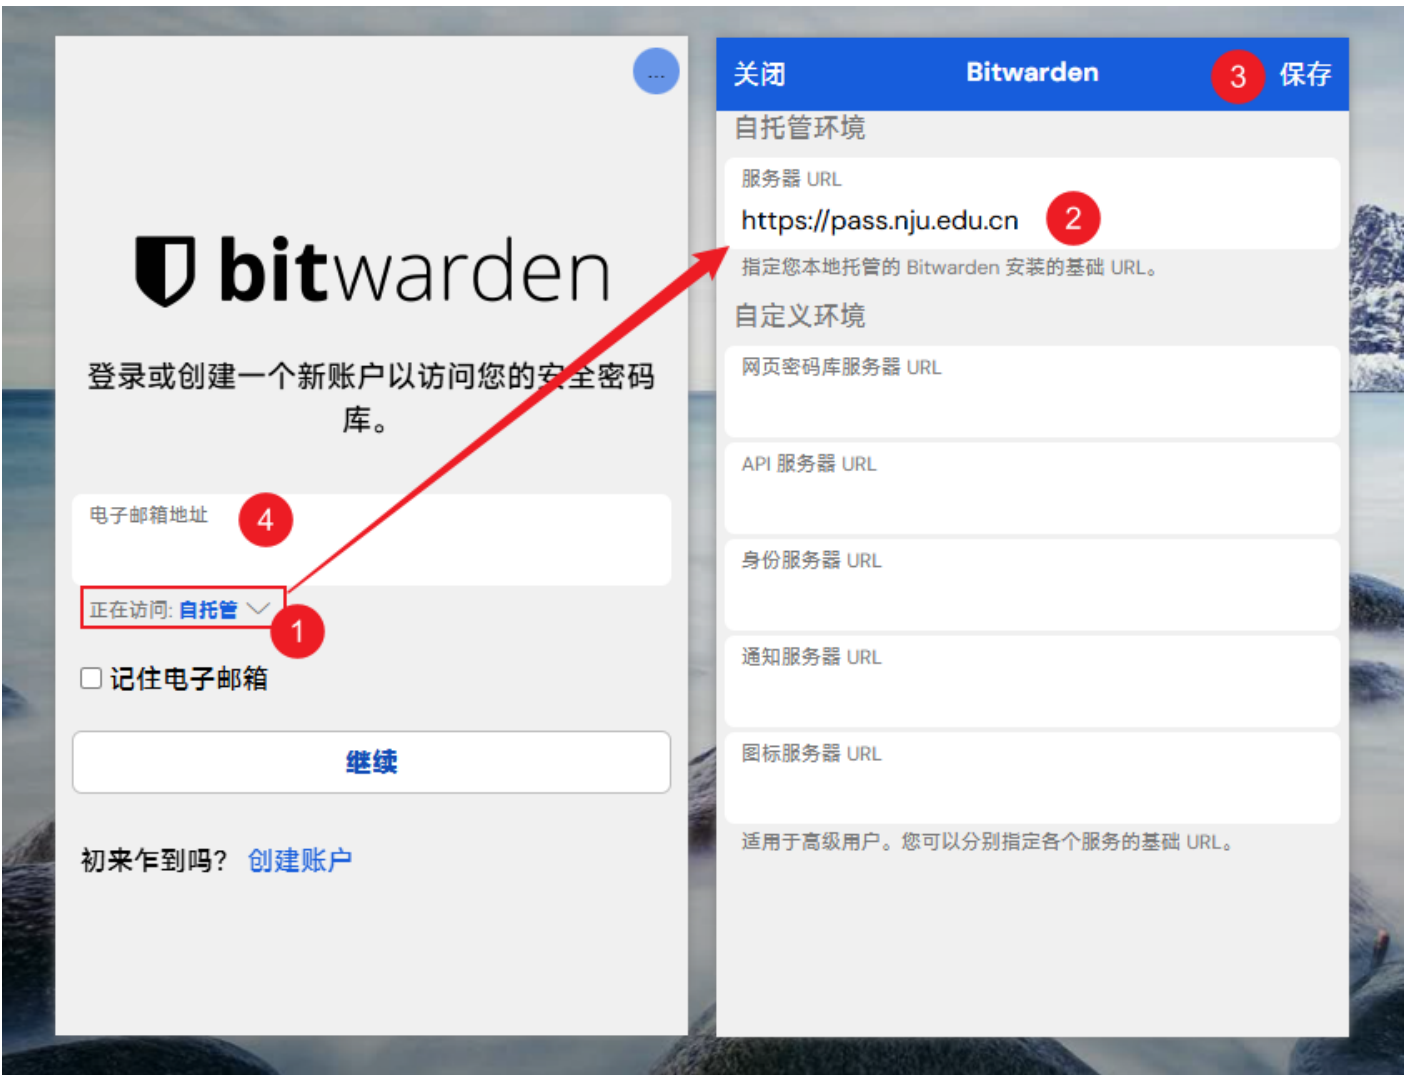 ...
bitwarden
登录或创建一个新账户以访问您的安全密码
库。
电子邮箱地址
4
正在访问: 自托管
1
记住电子邮箱
继续
初来乍到吗? 创建账户
关闭 Bitwarden 3 保存
自托管环境
服务器 URL
https://pass.nju.edu.cn 2
指定您本地托管的 Bitwarden 安装的基础 URL。
自定义环境
网页密码库服务器 URL
API 服务器 URL
身份服务器 URL
通知服务器 URL
图标服务器 URL
适用于高级用户。您可以分别指定各个服务的基础 URL。